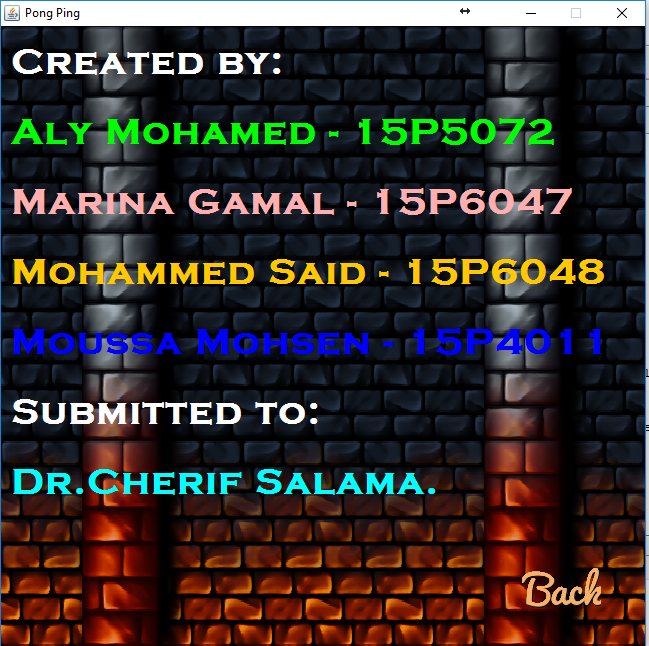 Pong Ping
Created by:
Aly Mohamed - 15P5072
Marina Gamal - 15P6047
Mohammed Said - 15P6048
Moussa Mohsen - 15P4011
Submitted to:
Dr.Cherif Salama.
Back